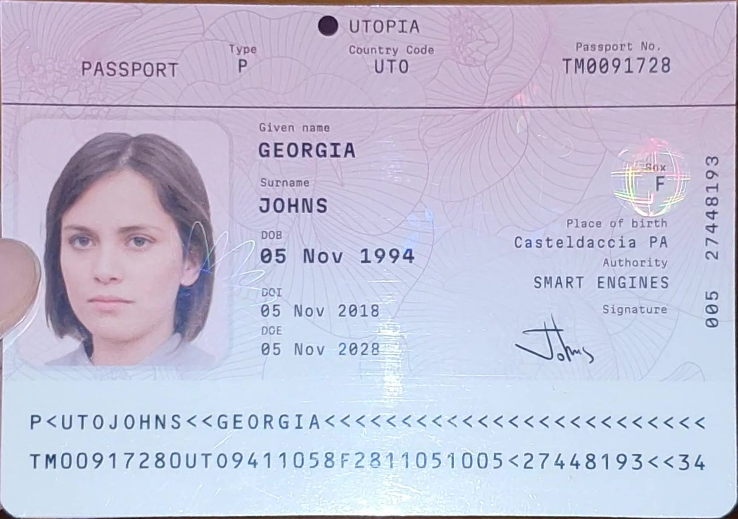 UTOPIA
PASSPORT
Type
P
Country Code
UTO
Passport No.
TM0091728
Given name
GEORGIA
Surname
JOHNS
DOB
05 Nov 1994
DOI
05 Nov 2018
DOE
05 Nov 2028
Sex
F
Place of birth
Casteldaccia PA
Authority
SMART ENGINES
Signature
Johns
005 27448193
P<UTOJOHNS<<GEORGIA<<<<<<<<<<<<<<<<<<<<<<<<<
TM00917280UTO9411058F2811051005<27448193<<34